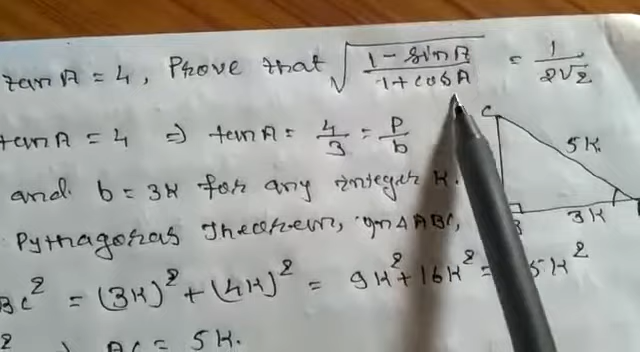 tan A = 4, Prove that √((1 - sin A)/(1 + cos A)) = 1/(2√2)
tan A = 4 ⇒ tan A = 4/3 = P/b
C
5K
and b = 3K for any integer K.
3K
Pythagoras Theorem, In △ABC,
BC² = (3K)² + (4K)² = 9K² + 16K² = 5K²
AC = 5K.